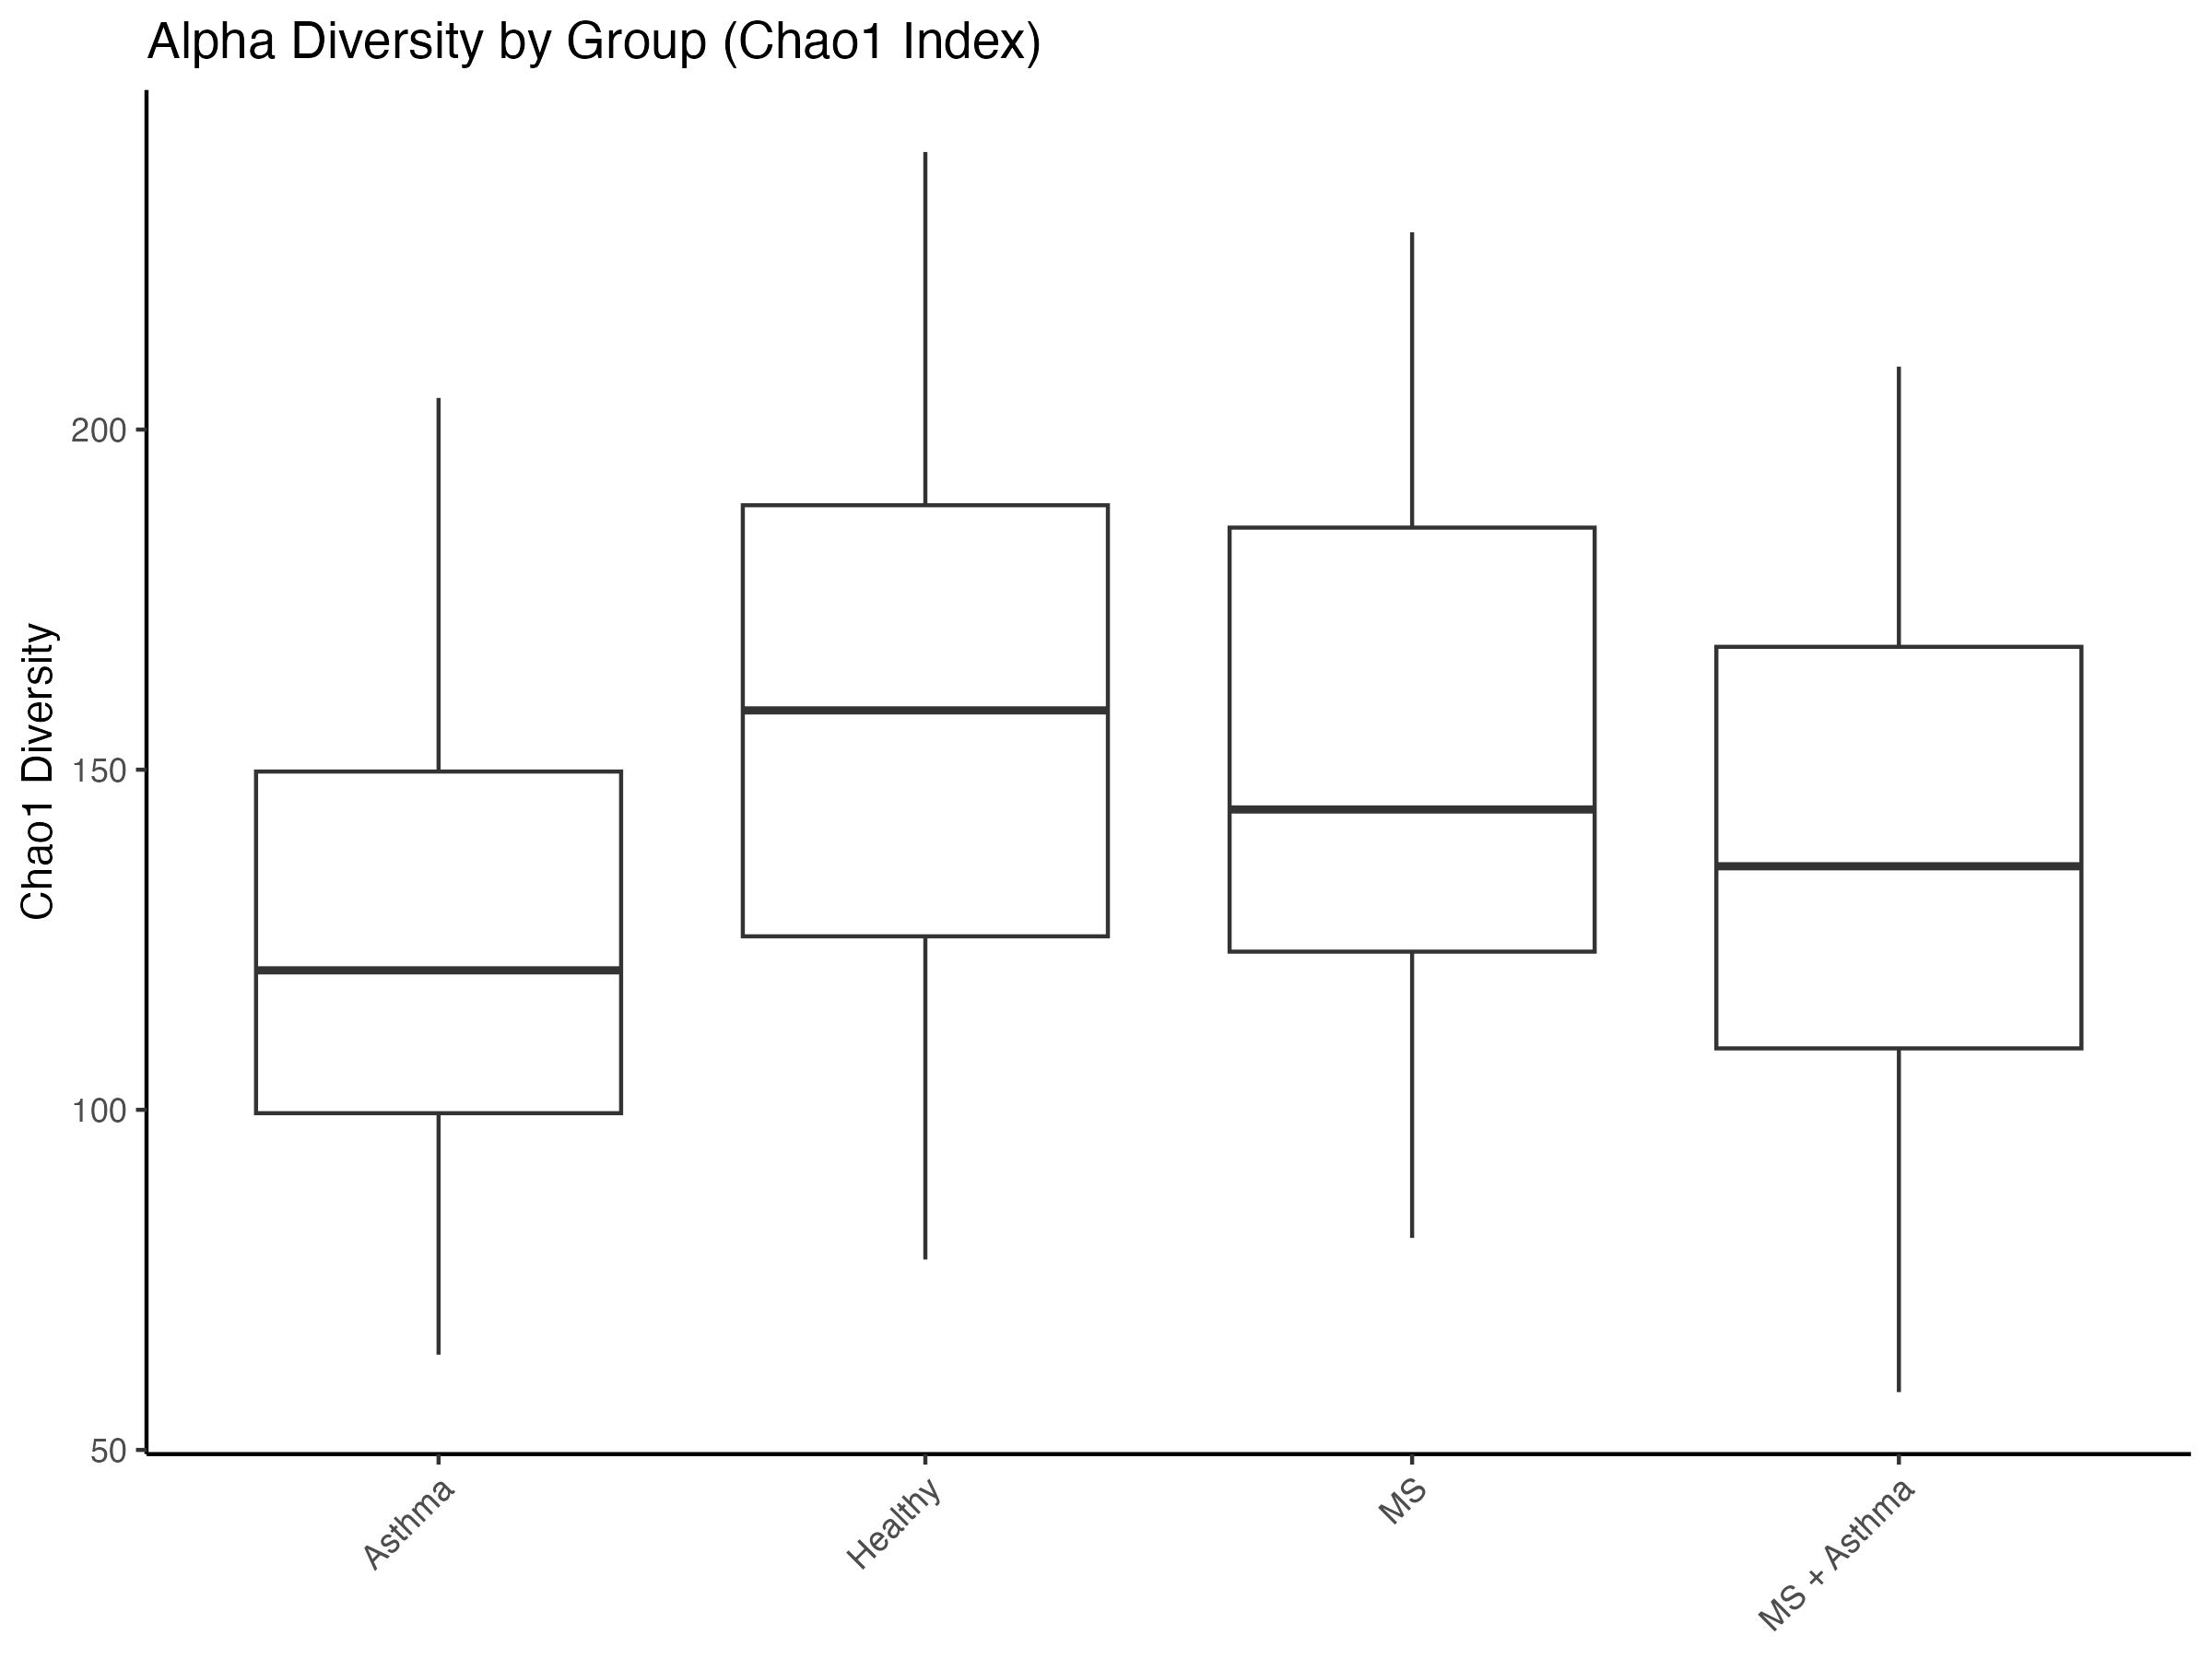 Alpha Diversity by Group (Chao1 Index)
Chao1 Diversity
200
150
100
50
Asthma
Healthy
MS
MS + Asthma